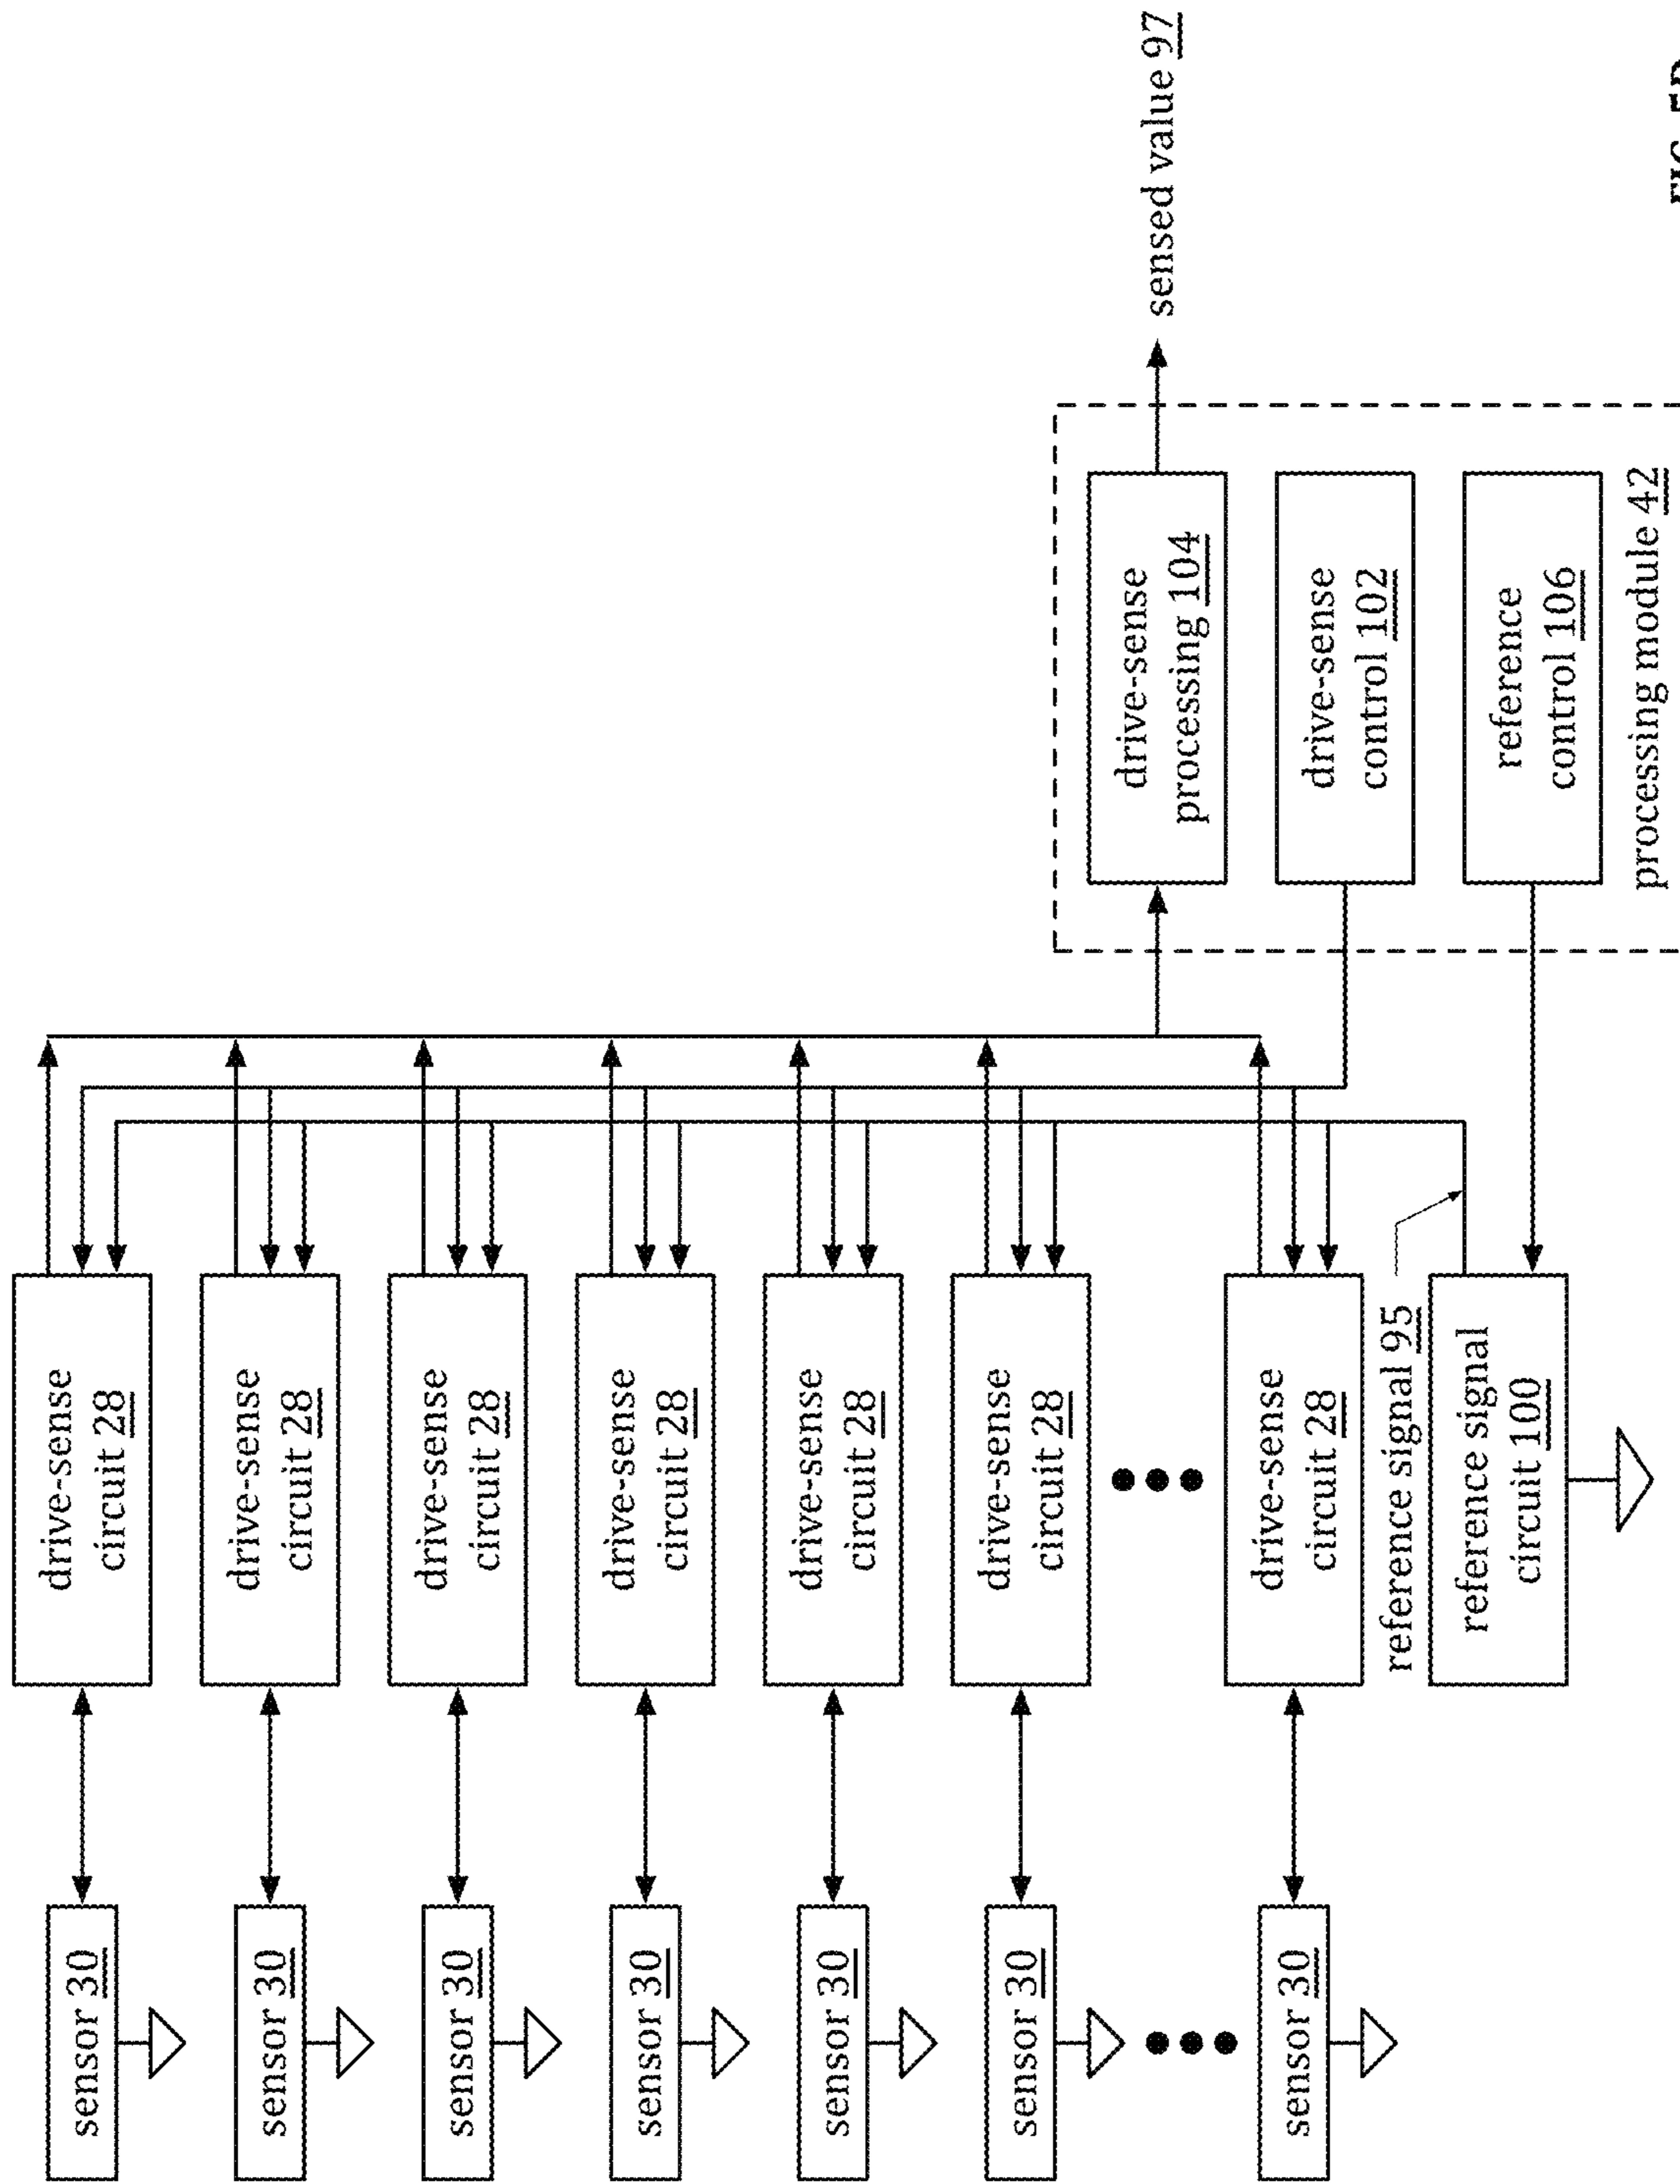 sensor 30
drive-sense
circuit 28
sensor 30
drive-sense
circuit 28
sensor 30
drive-sense
circuit 28
sensor 30
drive-sense
circuit 28
sensor 30
drive-sense
circuit 28
sensor 30
drive-sense
circuit 28
sensor 30
drive-sense
circuit 28
reference signal 95
reference signal
circuit 100
drive-sense
processing 104
sensed value 97
drive-sense
control 102
reference
control 106
processing module 42
FIG.